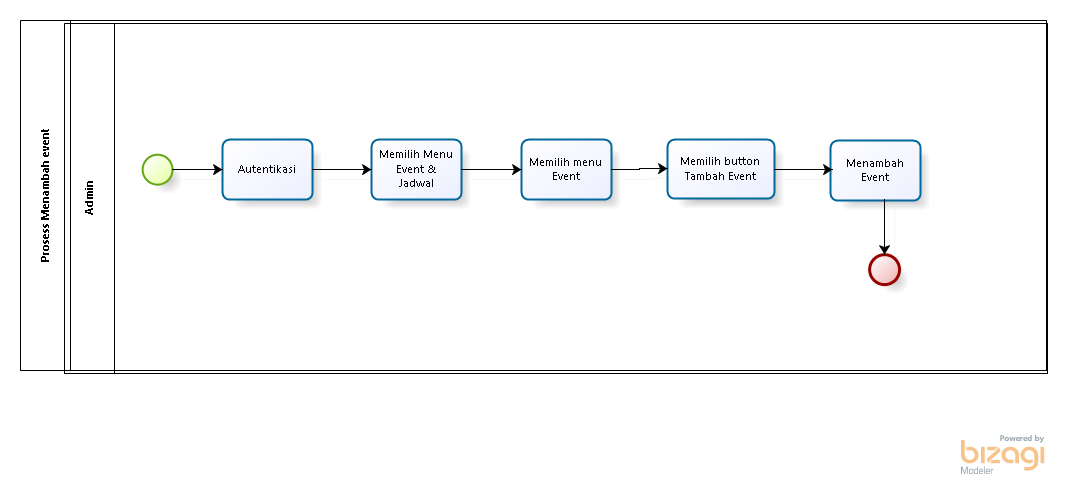 Prosess Menambah event
Admin
Autentikasi
Memilih Menu
Event &
Jadwal
Memilih menu
Event
Memilih button
Tambah Event
Menambah
Event
Powered by
bizagi
Modeler